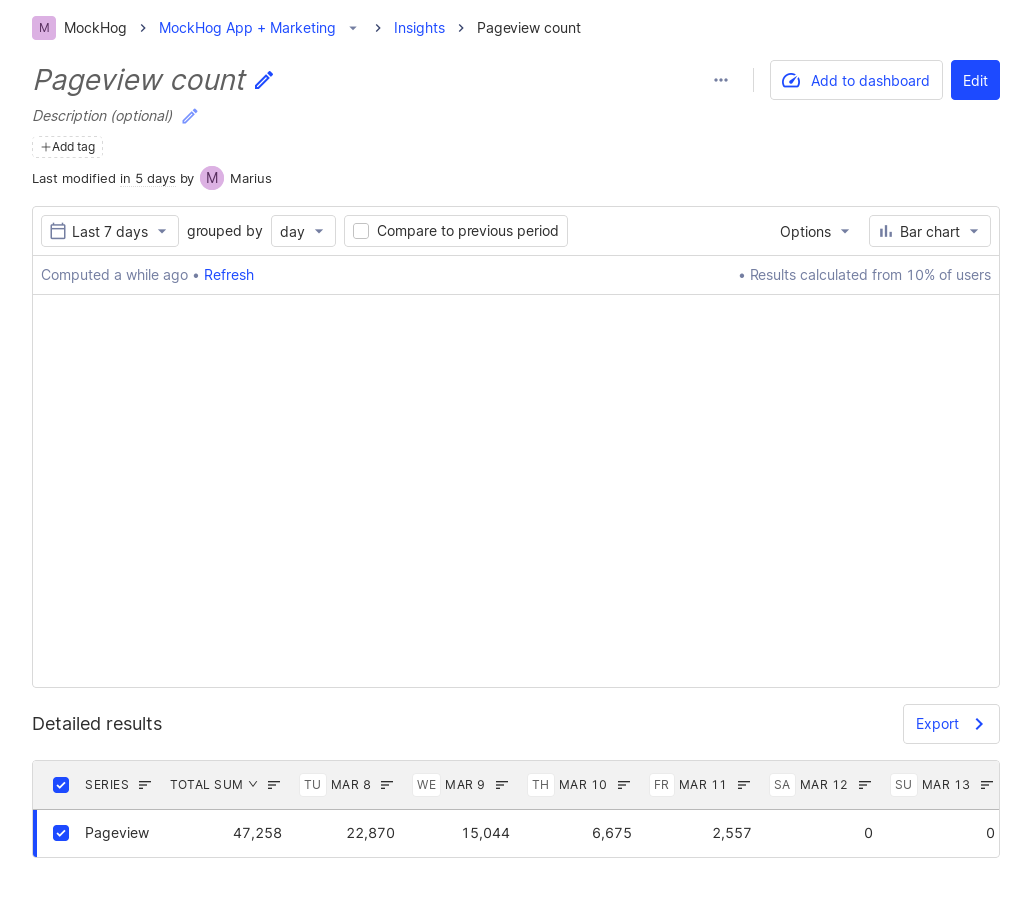 M MockHog MockHog App + Marketing Insights Pageview count
Pageview count
Add to dashboard Edit
Description (optional)
+Add tag
Last modified in 5 days by M Marius
Last 7 days grouped by day Compare to previous period Options Bar chart
Computed a while ago • Refresh • Results calculated from 10% of users
Detailed results Export
SERIES TOTAL SUM TU MAR 8 WE MAR 9 TH MAR 10 FR MAR 11 SA MAR 12 SU MAR 13
Pageview 47,258 22,870 15,044 6,675 2,557 0 0